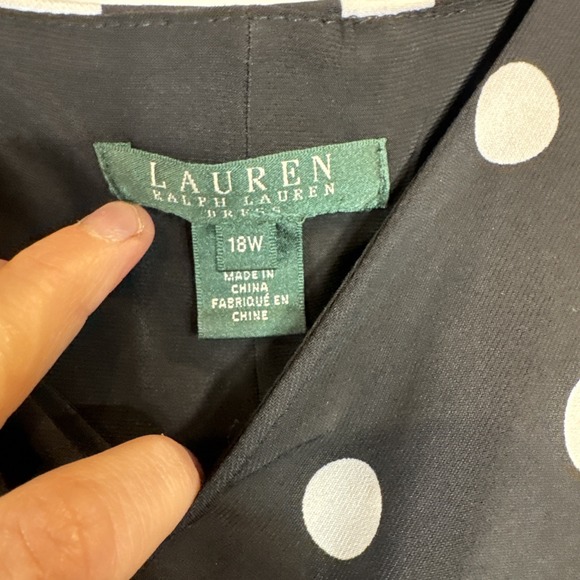 LAUREN
RALPH LAUREN
DRESS
18W
MADE IN
CHINA
FABRIQUÉ EN
CHINE